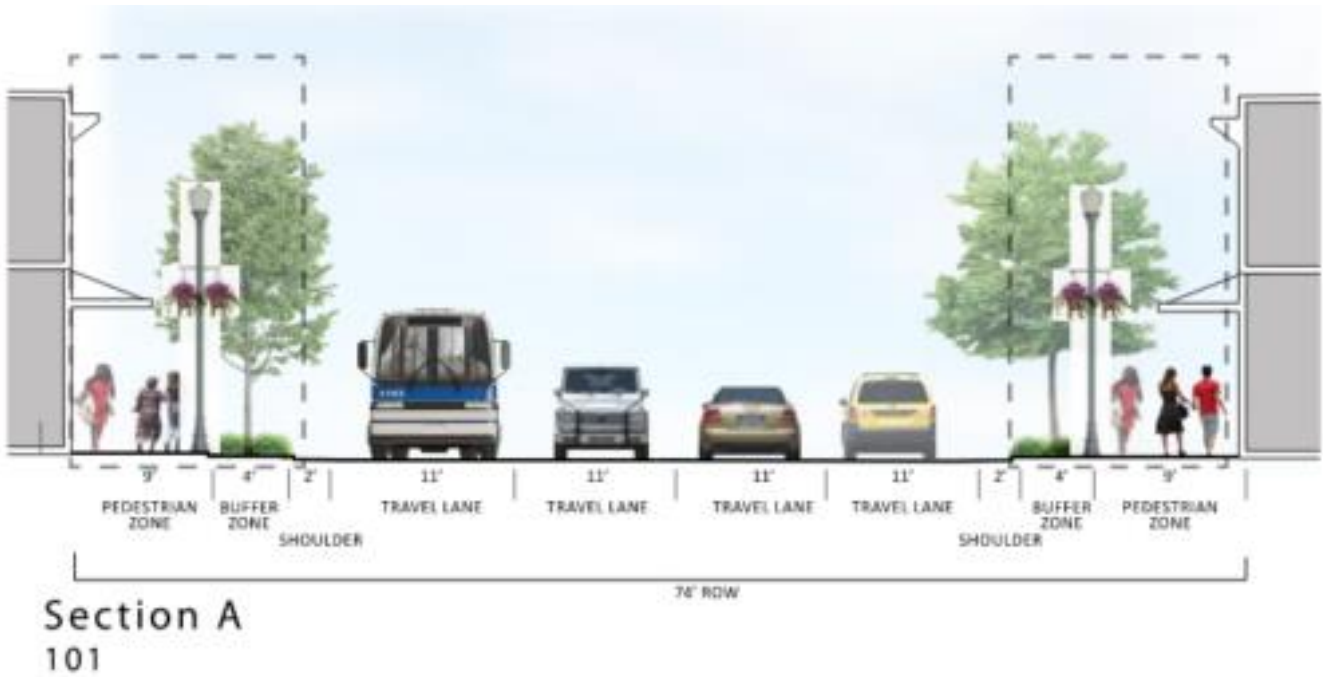 9' 4' 2' 11' 11' 11' 11' 2' 4' 9'
PEDESTRIAN ZONE
BUFFER ZONE
SHOULDER
TRAVEL LANE
TRAVEL LANE
TRAVEL LANE
TRAVEL LANE
SHOULDER
BUFFER ZONE
PEDESTRIAN ZONE
74' ROW
Section A
101